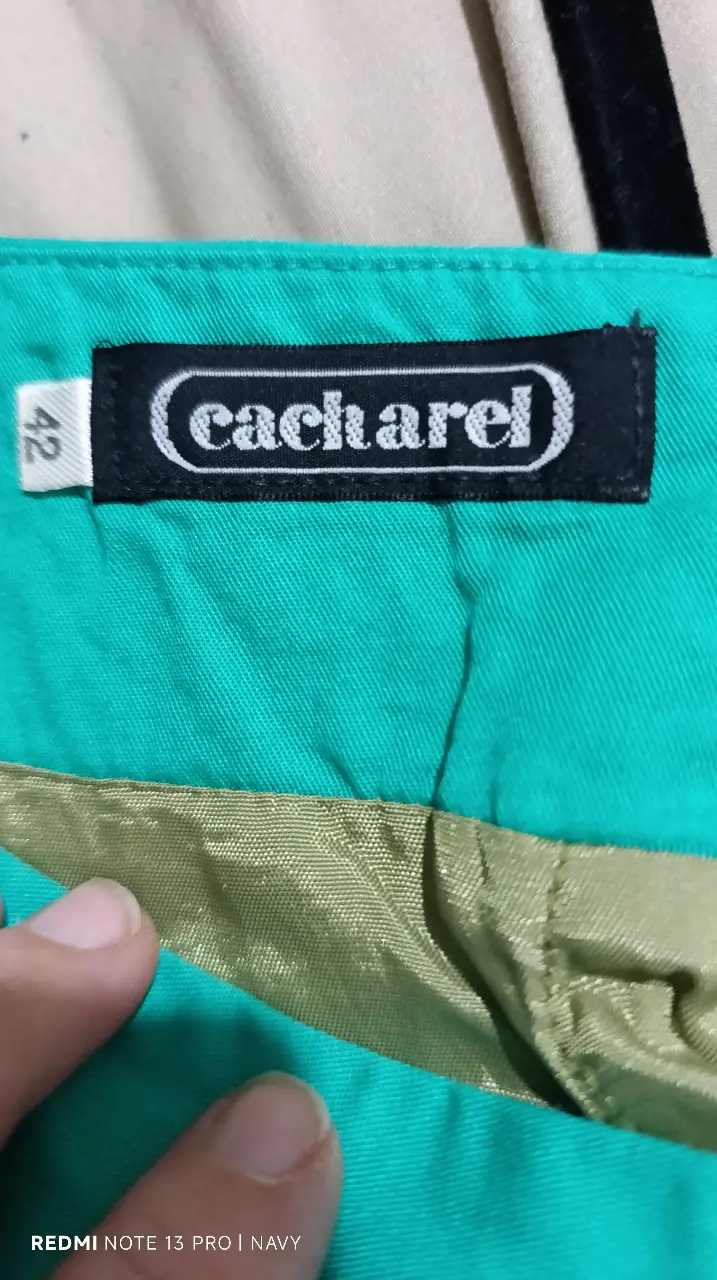 cacharel
42
REDMI NOTE 13 PRO | NAVY